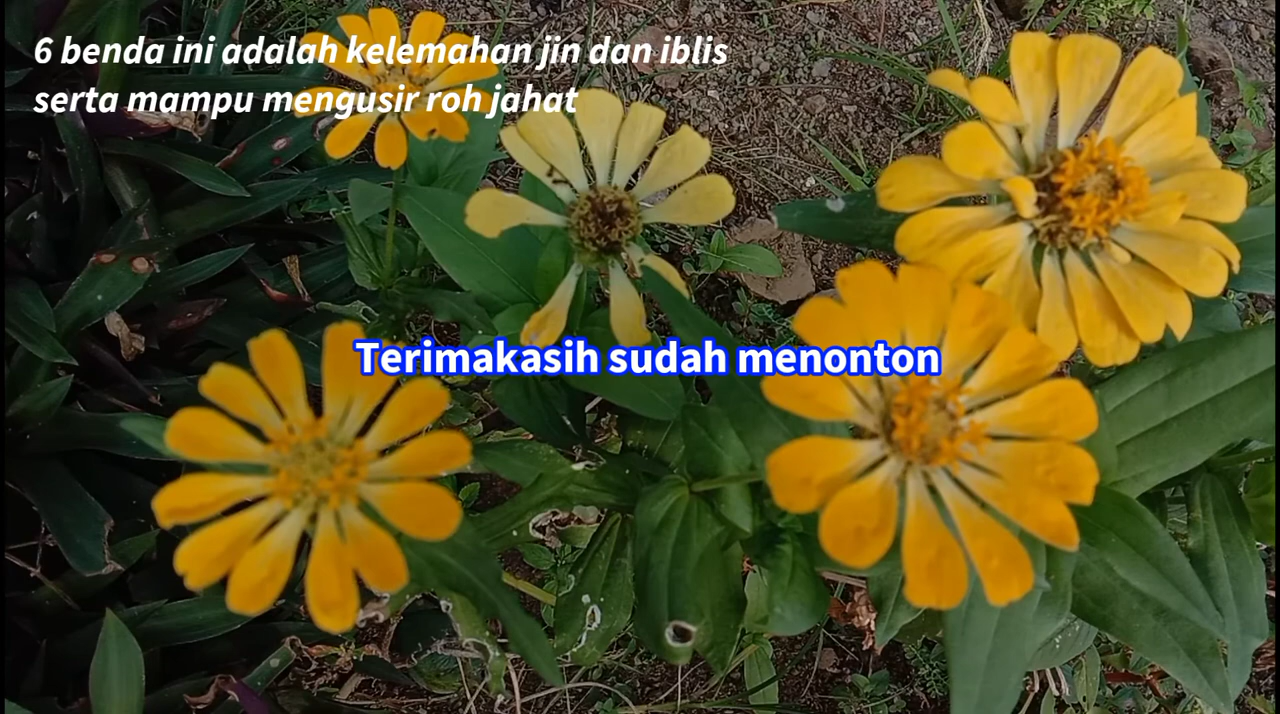 6 benda ini adalah kelemahan jin dan iblis
serta mampu mengusir roh jahat
Terimakasih sudah menonton